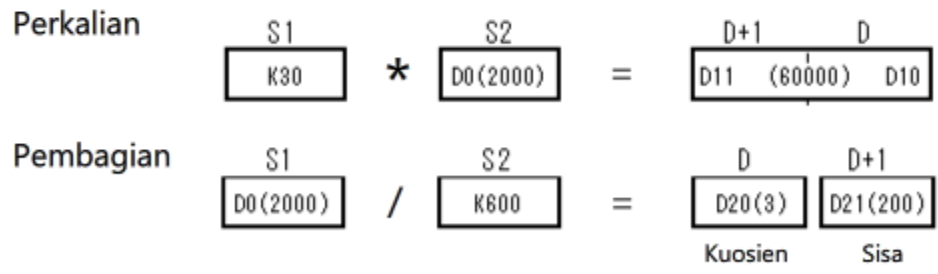 Perkalian
S1 S2 D+1 D
K30 * D0(2000) = D11 (60000) D10
Pembagian
S1 S2 D D+1
D0(2000) / K600 = D20(3) D21(200)
Kuosien Sisa